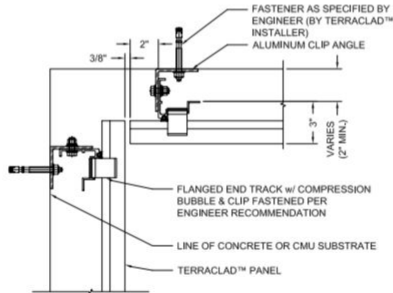 FASTENER AS SPECIFIED BY
ENGINEER (BY TERRACLAD™
INSTALLER)
ALUMINUM CLIP ANGLE
2"
3/8"
3"
VARIES
(2" MIN.)
FLANGED END TRACK w/ COMPRESSION
BUBBLE & CLIP FASTENED PER
ENGINEER RECOMMENDATION
LINE OF CONCRETE OR CMU SUBSTRATE
TERRACLAD™ PANEL